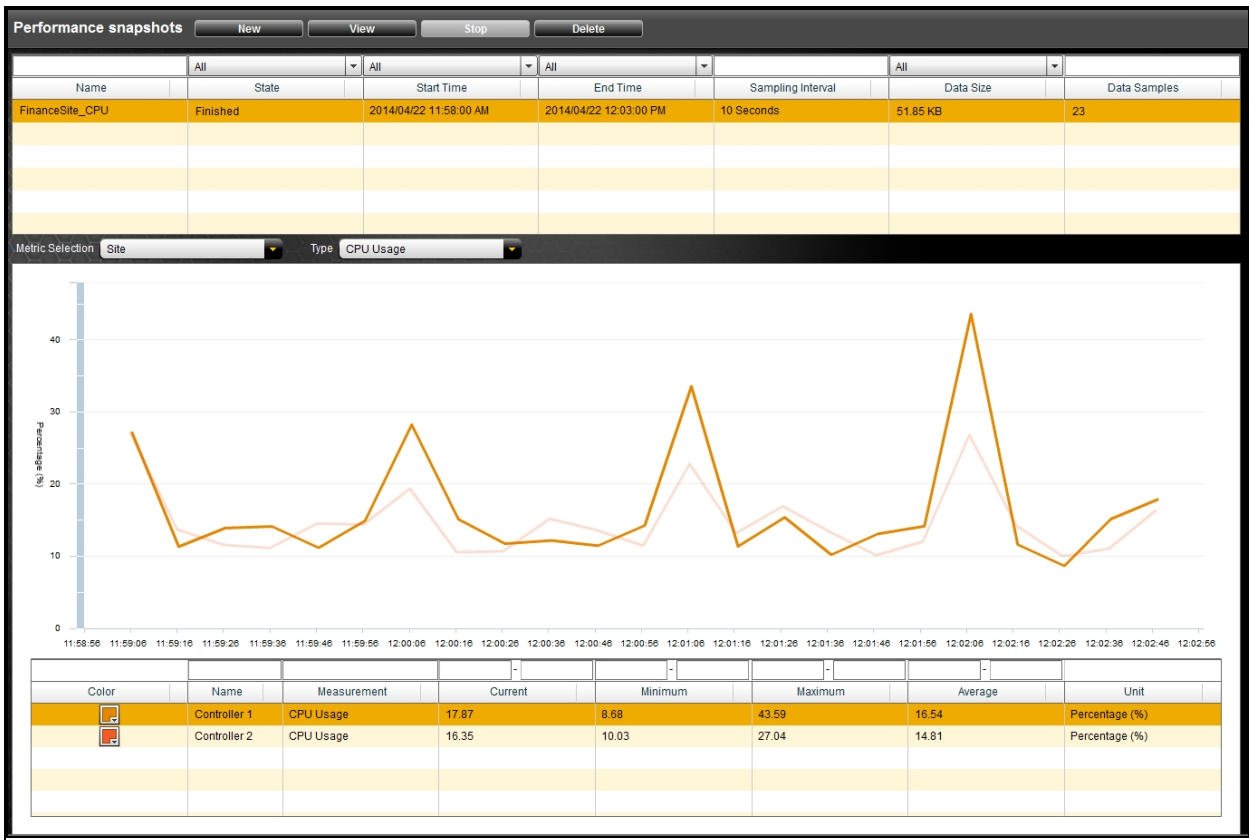 Performance snapshots New View Stop Delete
All All All All
Name State Start Time End Time Sampling Interval Data Size Data Samples
FinanceSite_CPU Finished 2014/04/22 11:58:00 AM 2014/04/22 12:03:00 PM 10 Seconds 51.85 KB 23
Metric Selection Site Type CPU Usage
40
30
20
10
0
Percentage (%)
11:58:56 11:59:06 11:59:16 11:59:26 11:59:36 11:59:46 11:59:56 12:00:06 12:00:16 12:00:26 12:00:36 12:00:46 12:00:56 12:01:06 12:01:16 12:01:26 12:01:36 12:01:46 12:01:56 12:02:06 12:02:16 12:02:26 12:02:36 12:02:46 12:02:56
- - - -
Color Name Measurement Current Minimum Maximum Average Unit
Controller 1 CPU Usage 17.87 8.68 43.59 16.54 Percentage (%)
Controller 2 CPU Usage 16.35 10.03 27.04 14.81 Percentage (%)